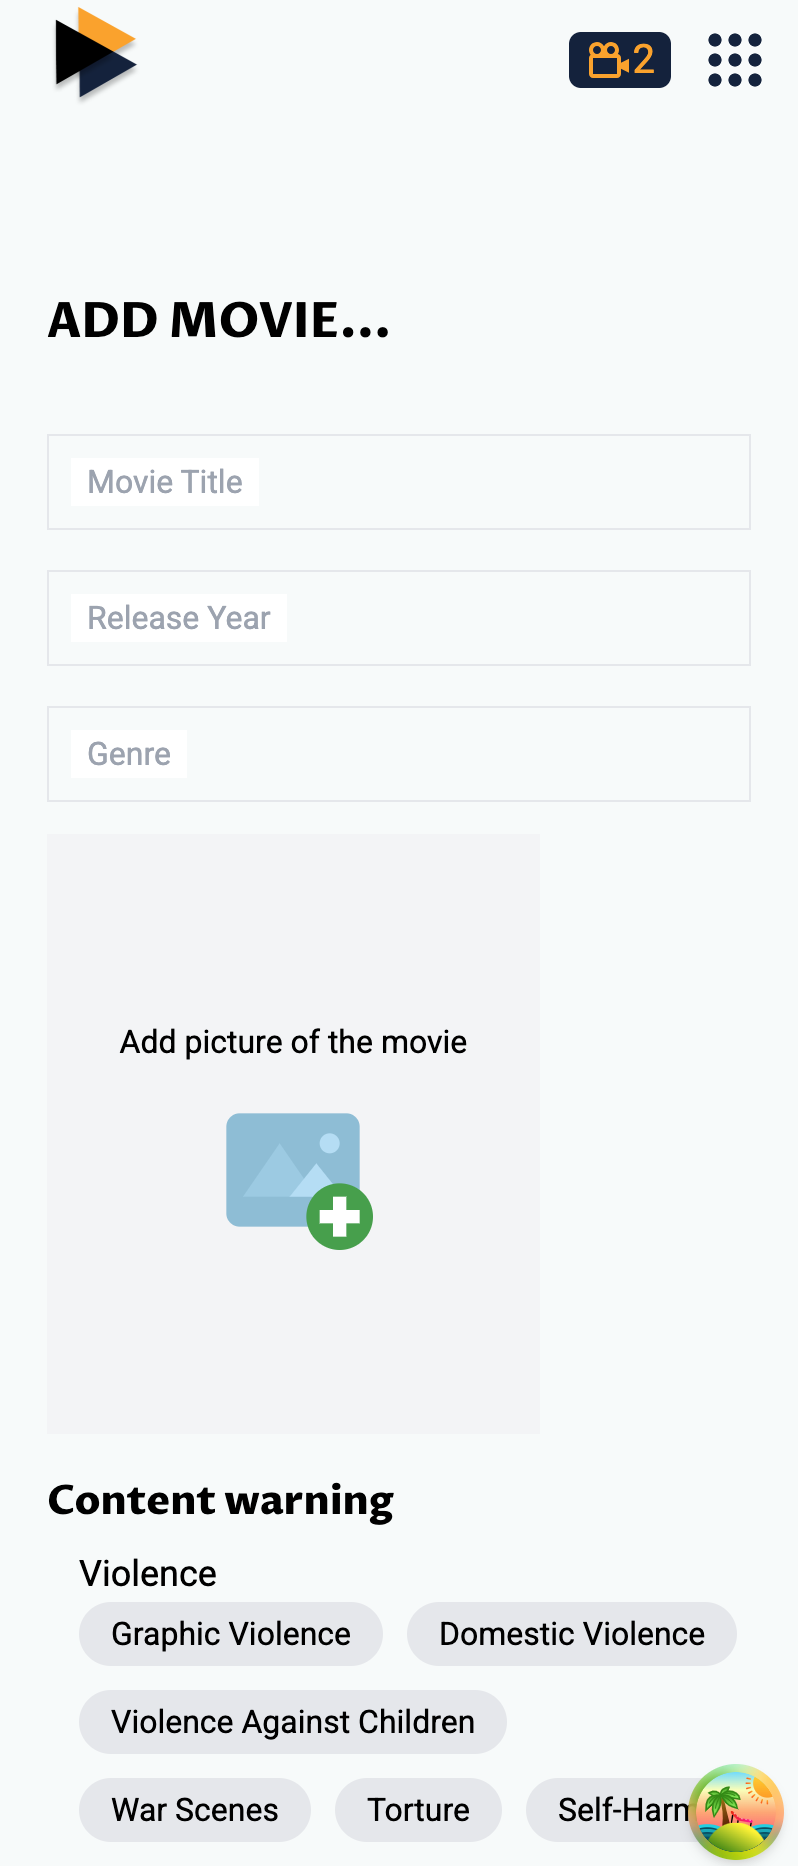 2
ADD MOVIE...
Movie Title
Release Year
Genre
Add picture of the movie
Content warning
Violence
Graphic Violence
Domestic Violence
Violence Against Children
War Scenes
Torture
Self-Harm